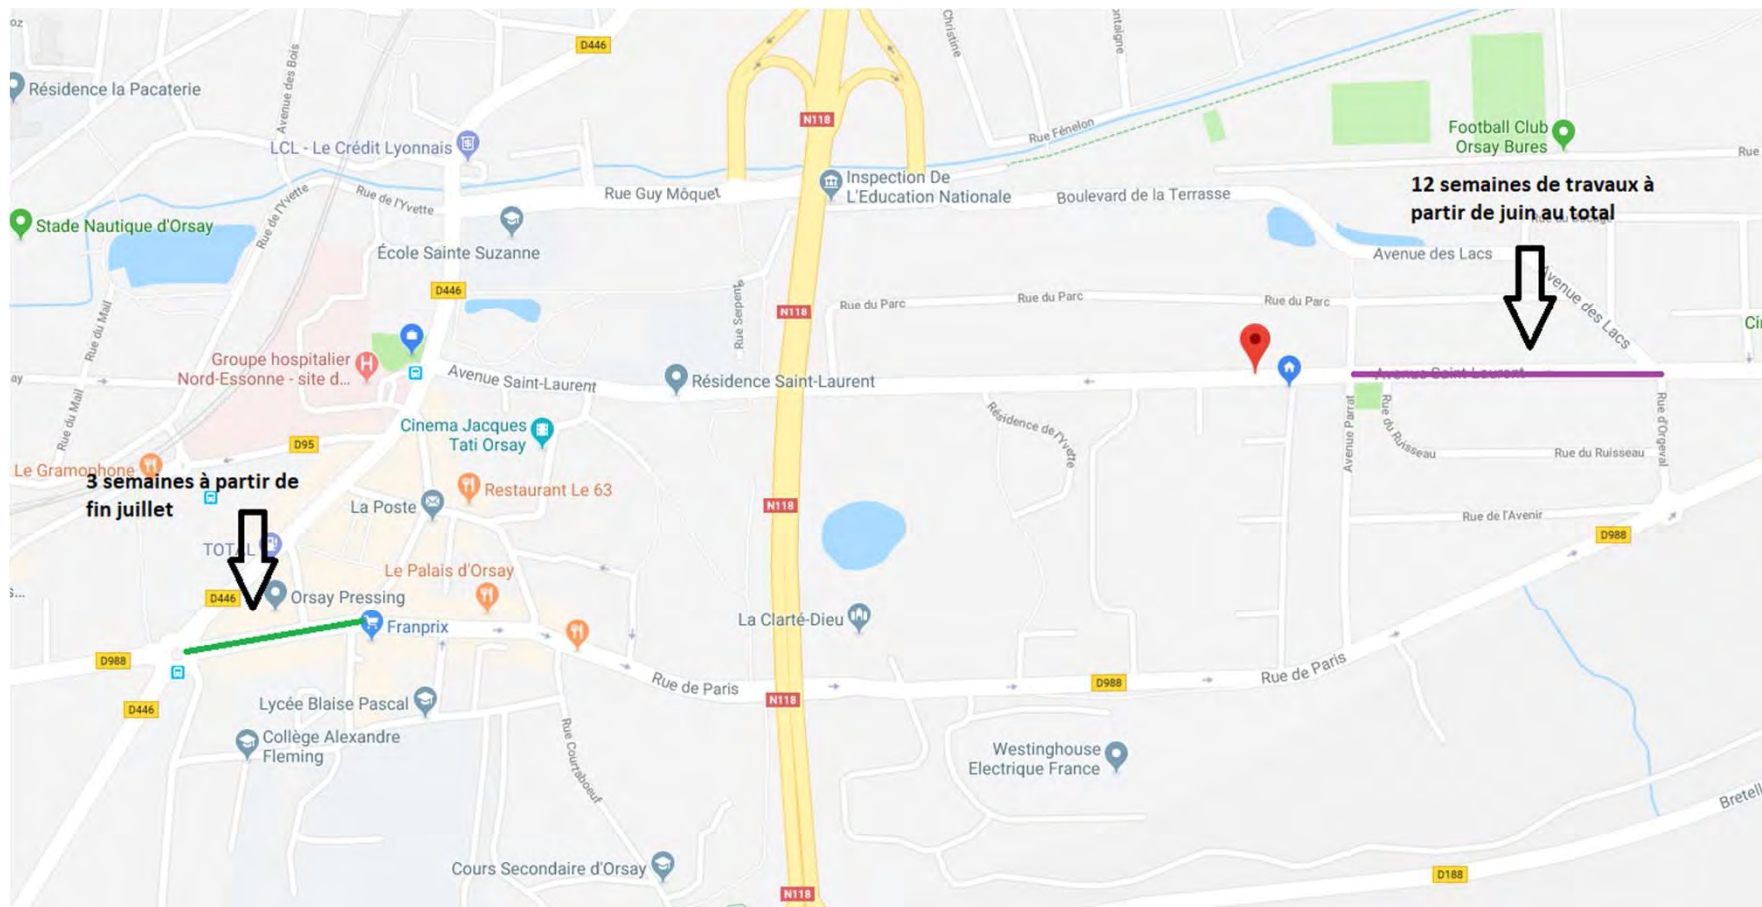 oz
Avenue des Bois
D446
Christine
ontaigne
Résidence la Pacaterie
N118
Rue Fénelon
Football Club
Orsay Bures
Rue
LCL - Le Crédit Lyonnais
Inspection De
L'Education Nationale
Rue Guy Môquet
Boulevard de la Terrasse
12 semaines de travaux à
partir de juin au total
Rue de l'Yvette
Rue de l'Yvette
Stade Nautique d'Orsay
École Sainte Suzanne
Avenue des Lacs
Avenue des Lacs
D446
Rue Serpente
N118
Rue du Parc
Rue du Parc
Rue du Parc
Rue du Mail
Groupe hospitalier
Nord-Essonne - site d...
ay
Avenue Saint-Laurent
Résidence Saint-Laurent
Avenue Saint-Laurent
Rue du Mail
Cinema Jacques
Tati Orsay
Résidence de l'Yvette
Avenue Parrat
Rue du Ruisseau
Rue du Ruisseau
Rue d'Orgeval
D95
Le Gramophone
3 semaines à partir de
fin juillet
Restaurant Le 63
La Poste
N118
Rue de l'Avenir
D988
TOTAL
Le Palais d'Orsay
s...
D446
Orsay Pressing
Franprix
La Clarté-Dieu
D988
Rue de Paris
Rue de Paris
D988
N118
D446
Lycée Blaise Pascal
Collège Alexandre
Fleming
Rue Courtaboeuf
Westinghouse
Electrique France
Bretell
Cours Secondaire d'Orsay
D188
N118